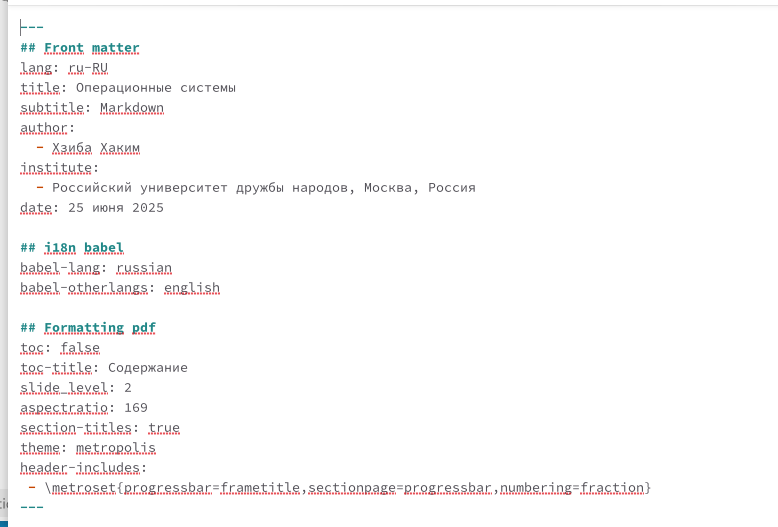 ---
## Front matter
lang: ru-RU
title: Операционные системы
subtitle: Markdown
author:
  - Хзиба Хаким
institute:
  - Российский университет дружбы народов, Москва, Россия
date: 25 июня 2025

## i18n babel
babel-lang: russian
babel-otherlangs: english

## Formatting pdf
toc: false
toc-title: Содержание
slide_level: 2
aspectratio: 169
section-titles: true
theme: metropolis
header-includes:
 - \metroset{progressbar=frametitle,sectionpage=progressbar,numbering=fraction}
---